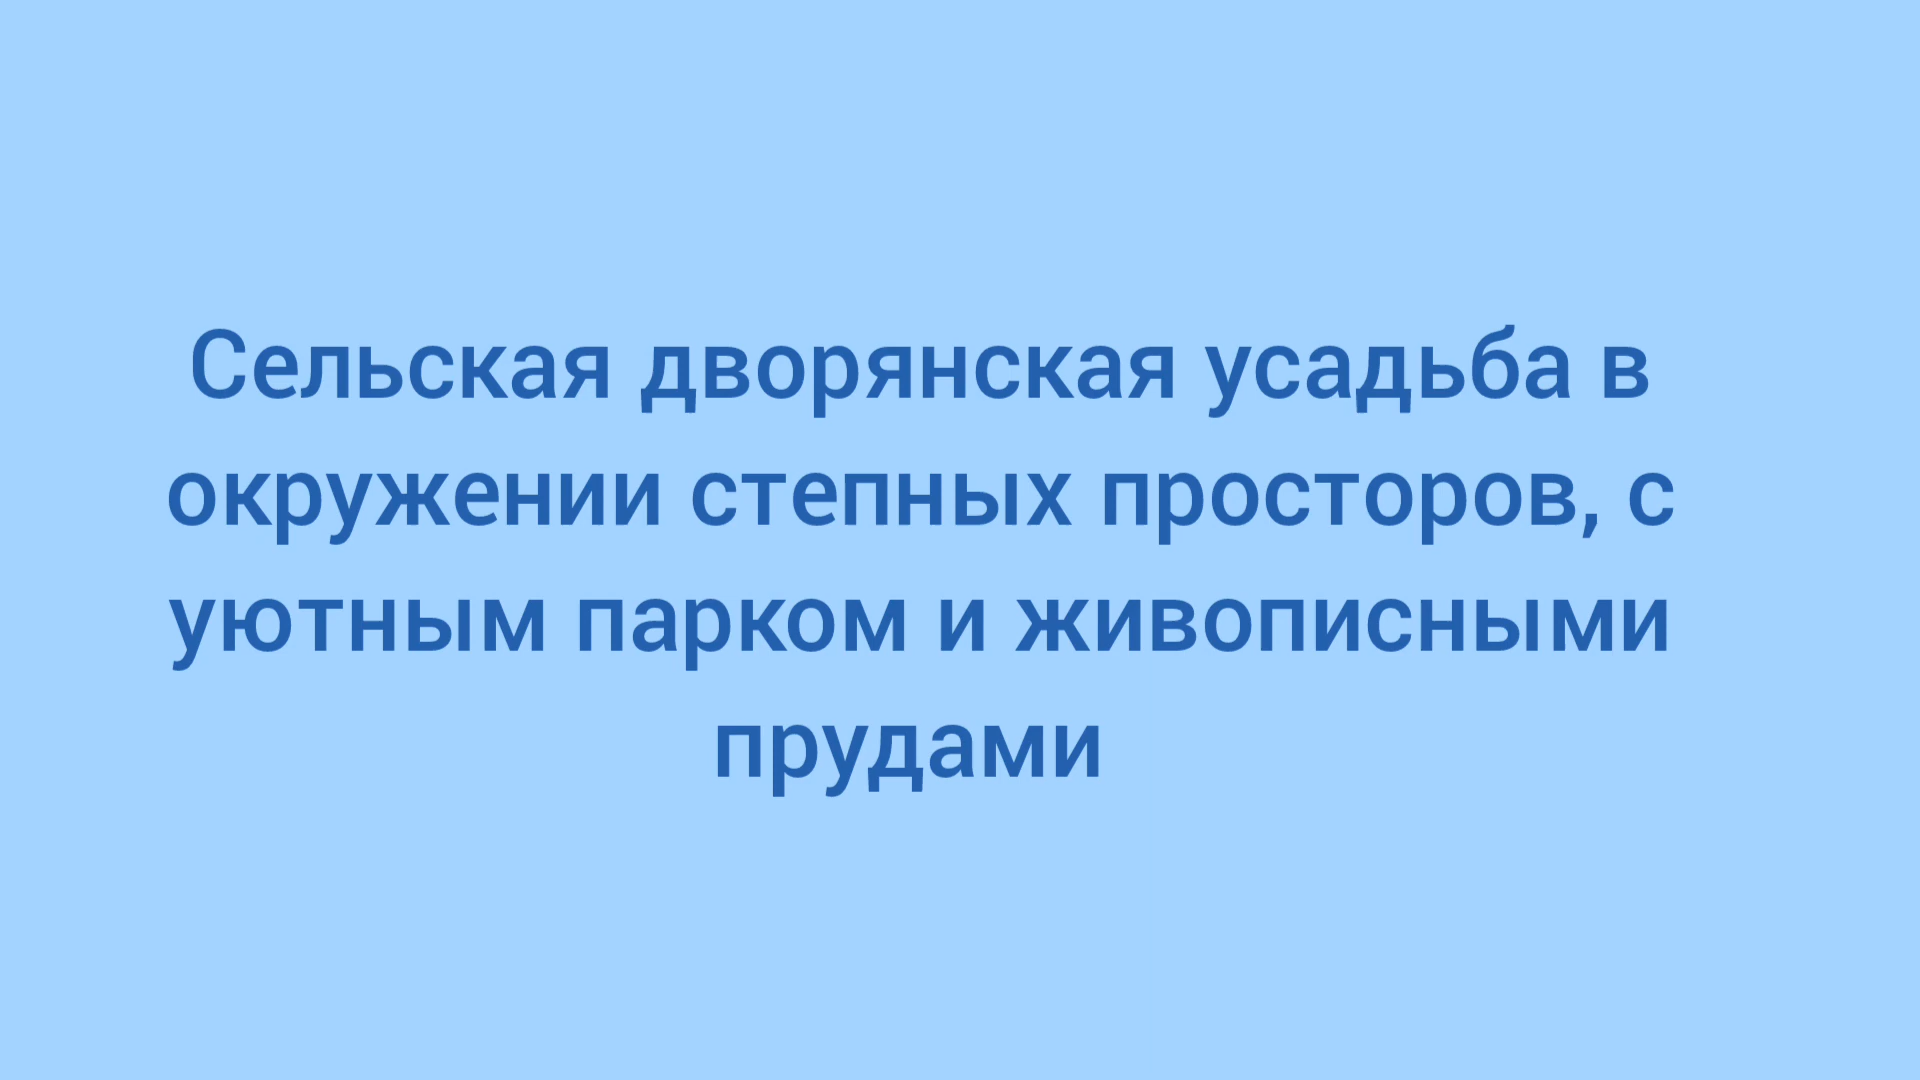 Сельская дворянская усадьба в
окружении степных просторов, с
уютным парком и живописными
прудами